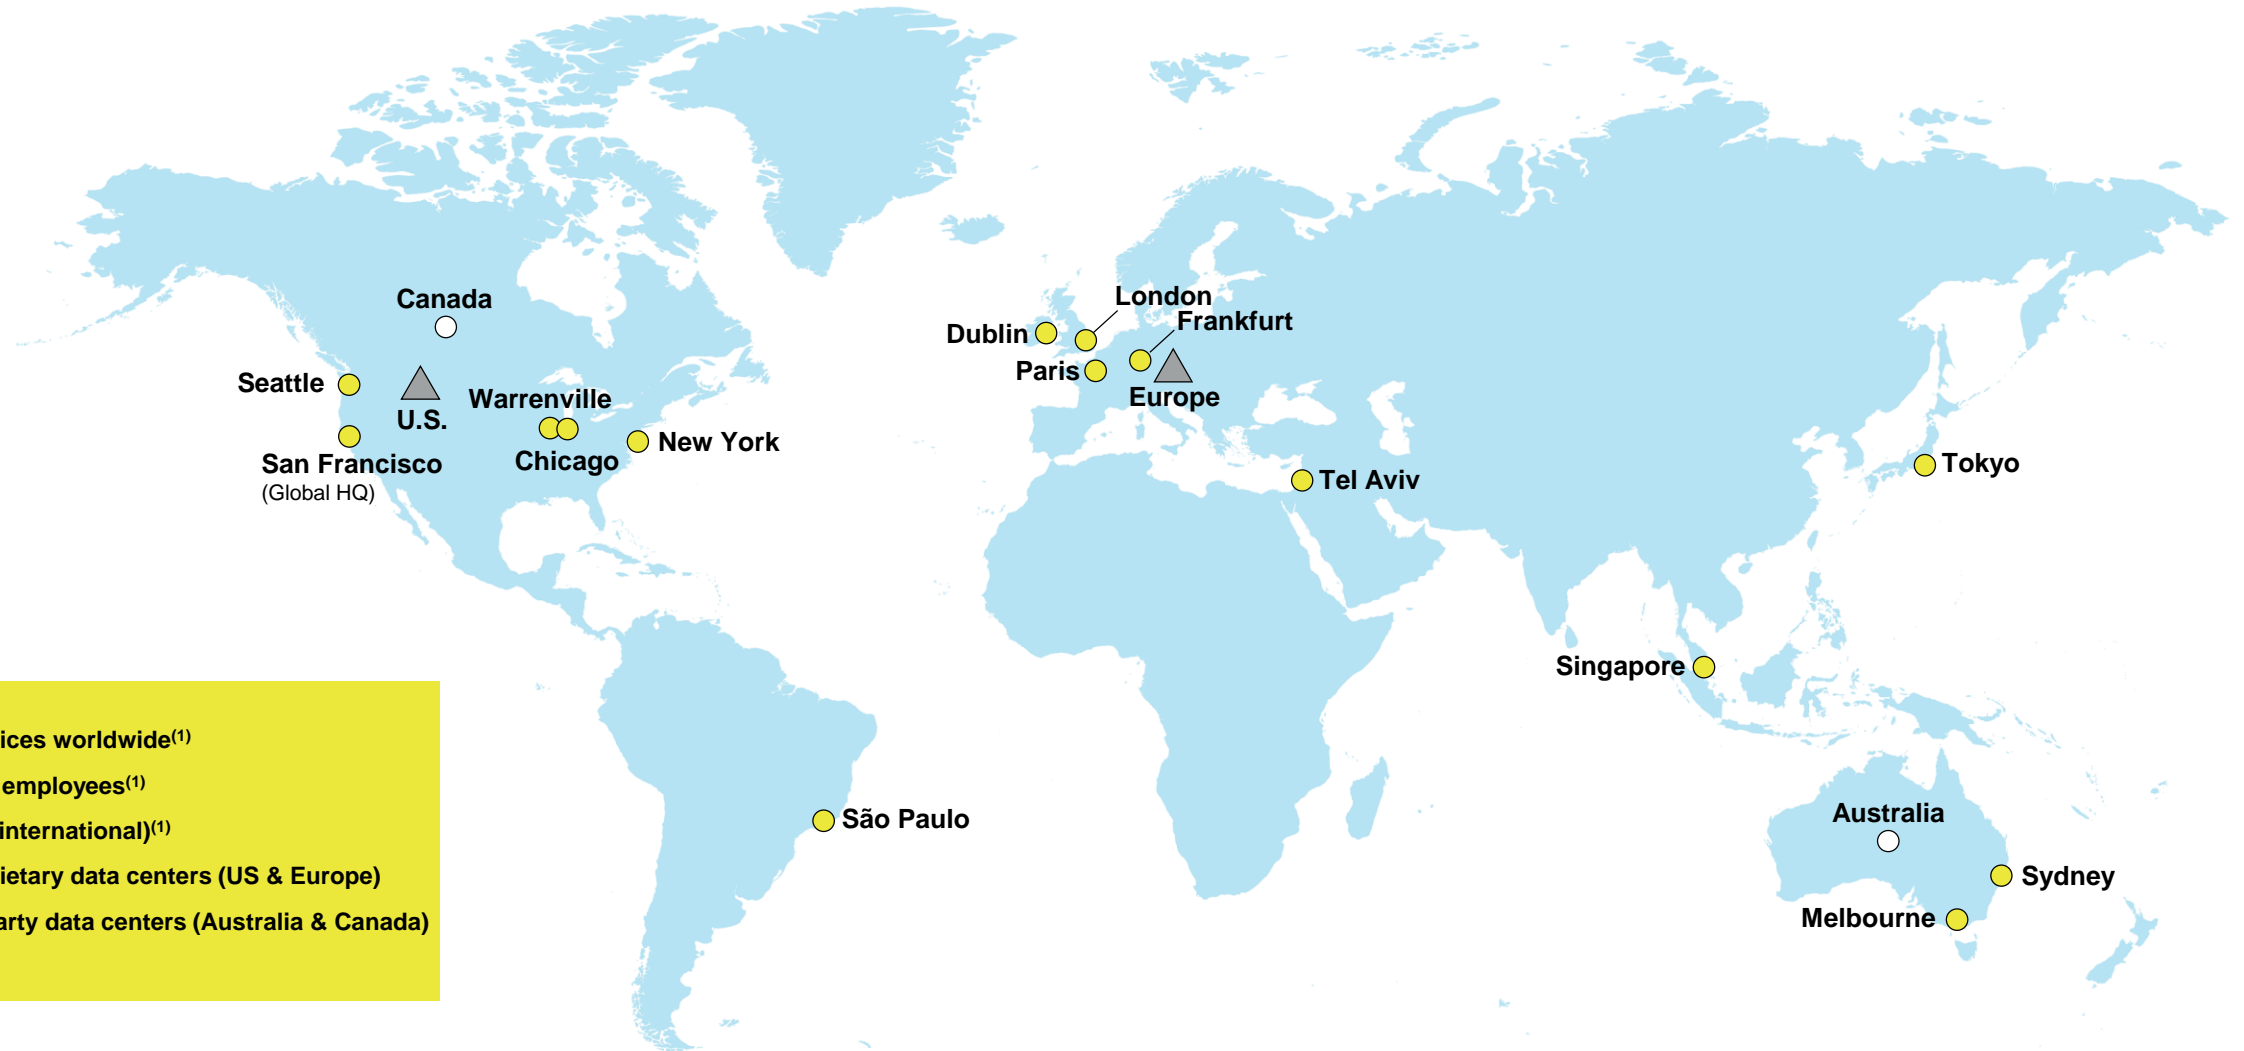 Canada
London
Frankfurt
Dublin
Paris
Europe
Seattle
U.S.
Warrenville
New York
San Francisco
(Global HQ)
Chicago
Tel Aviv
Tokyo
Singapore
ices worldwide(1)
employees(1)
international)(1)
ietary data centers (US & Europe)
arty data centers (Australia & Canada)
São Paulo
Australia
Sydney
Melbourne